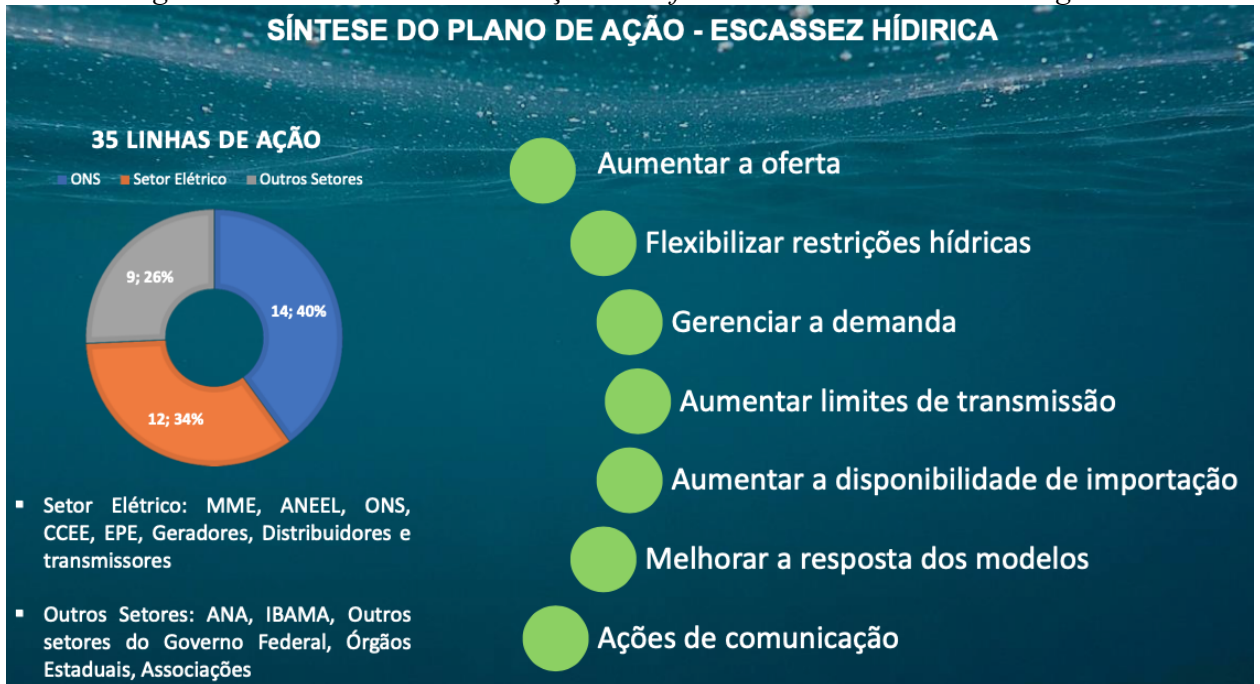 SÍNTESE DO PLANO DE AÇÃO - ESCASSEZ HÍDIRICA
35 LINHAS DE AÇÃO
ONS Setor Elétrico Outros Setores
9; 26%
14; 40%
12; 34%
▪ Setor Elétrico: MME, ANEEL, ONS,
CCEE, EPE, Geradores, Distribuidores e
transmissores
▪ Outros Setores: ANA, IBAMA, Outros
setores do Governo Federal, Órgãos
Estaduais, Associações
Aumentar a oferta
Flexibilizar restrições hídricas
Gerenciar a demanda
Aumentar limites de transmissão
Aumentar a disponibilidade de importação
Melhorar a resposta dos modelos
Ações de comunicação